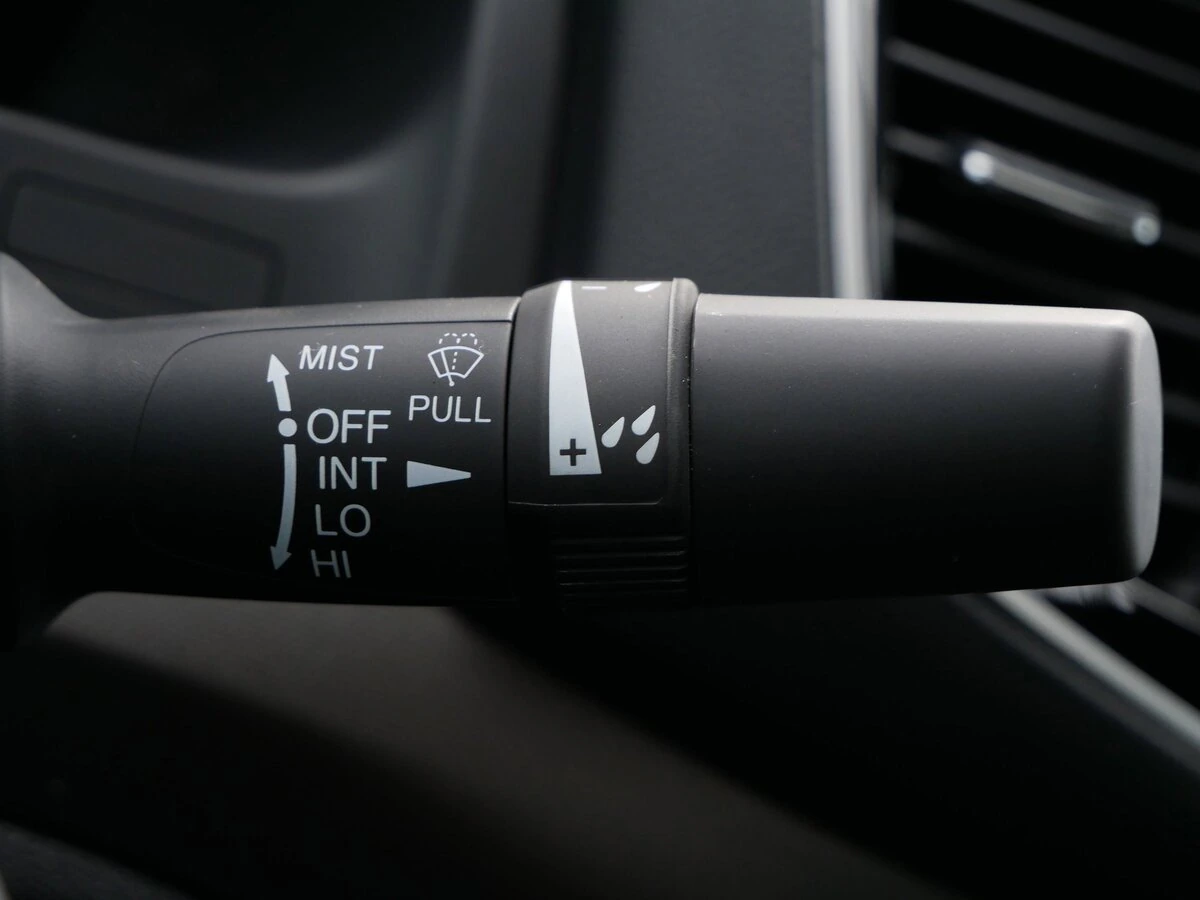 MIST
PULL
OFF
INT
LO
HI
- +